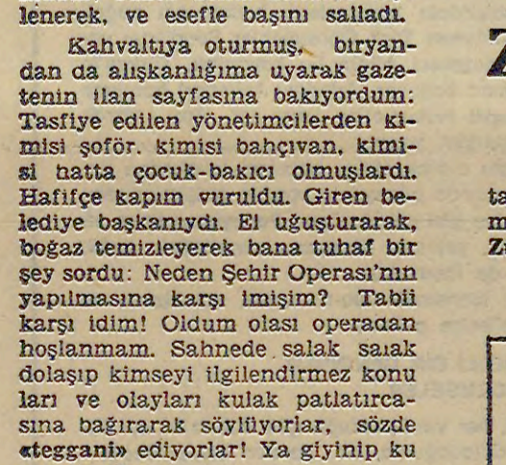 lenerek, ve esefle başını salladı.
Kahvaltıya oturmuş, biryan-
dan da alışkanlığıma uyarak gaze-
tenin ilan sayfasına bakıyordum:
Tasfiye edilen yönetimcilerden ki-
misi şoför. kimisi bahçıvan, kimi-
si hatta çocuk-bakıcı olmuşlardı.
Hafifçe kapım vuruldu. Giren be-
lediye başkanıydı. El uğuşturarak,
boğaz temizleyerek bana tuhaf bir
şey sordu: Neden Şehir Operası'nın
yapılmasına karşı imişim? Tabii
karşı idim! Oldum olası operadan
hoşlanmam. Sahnede salak salak
dolaşıp kimseyi ilgilendirmez konu
ları ve olayları kulak patlatırca-
sına bağırarak söylüyorlar, sözde
«teggani» ediyorlar! Ya giyinip ku
ta
m